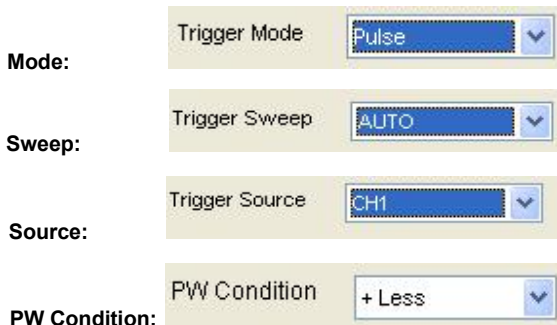 Trigger Mode Pulse
Mode:
Trigger Sweep AUTO
Sweep:
Trigger Source CH1
Source:
PW Condition + Less
PW Condition: